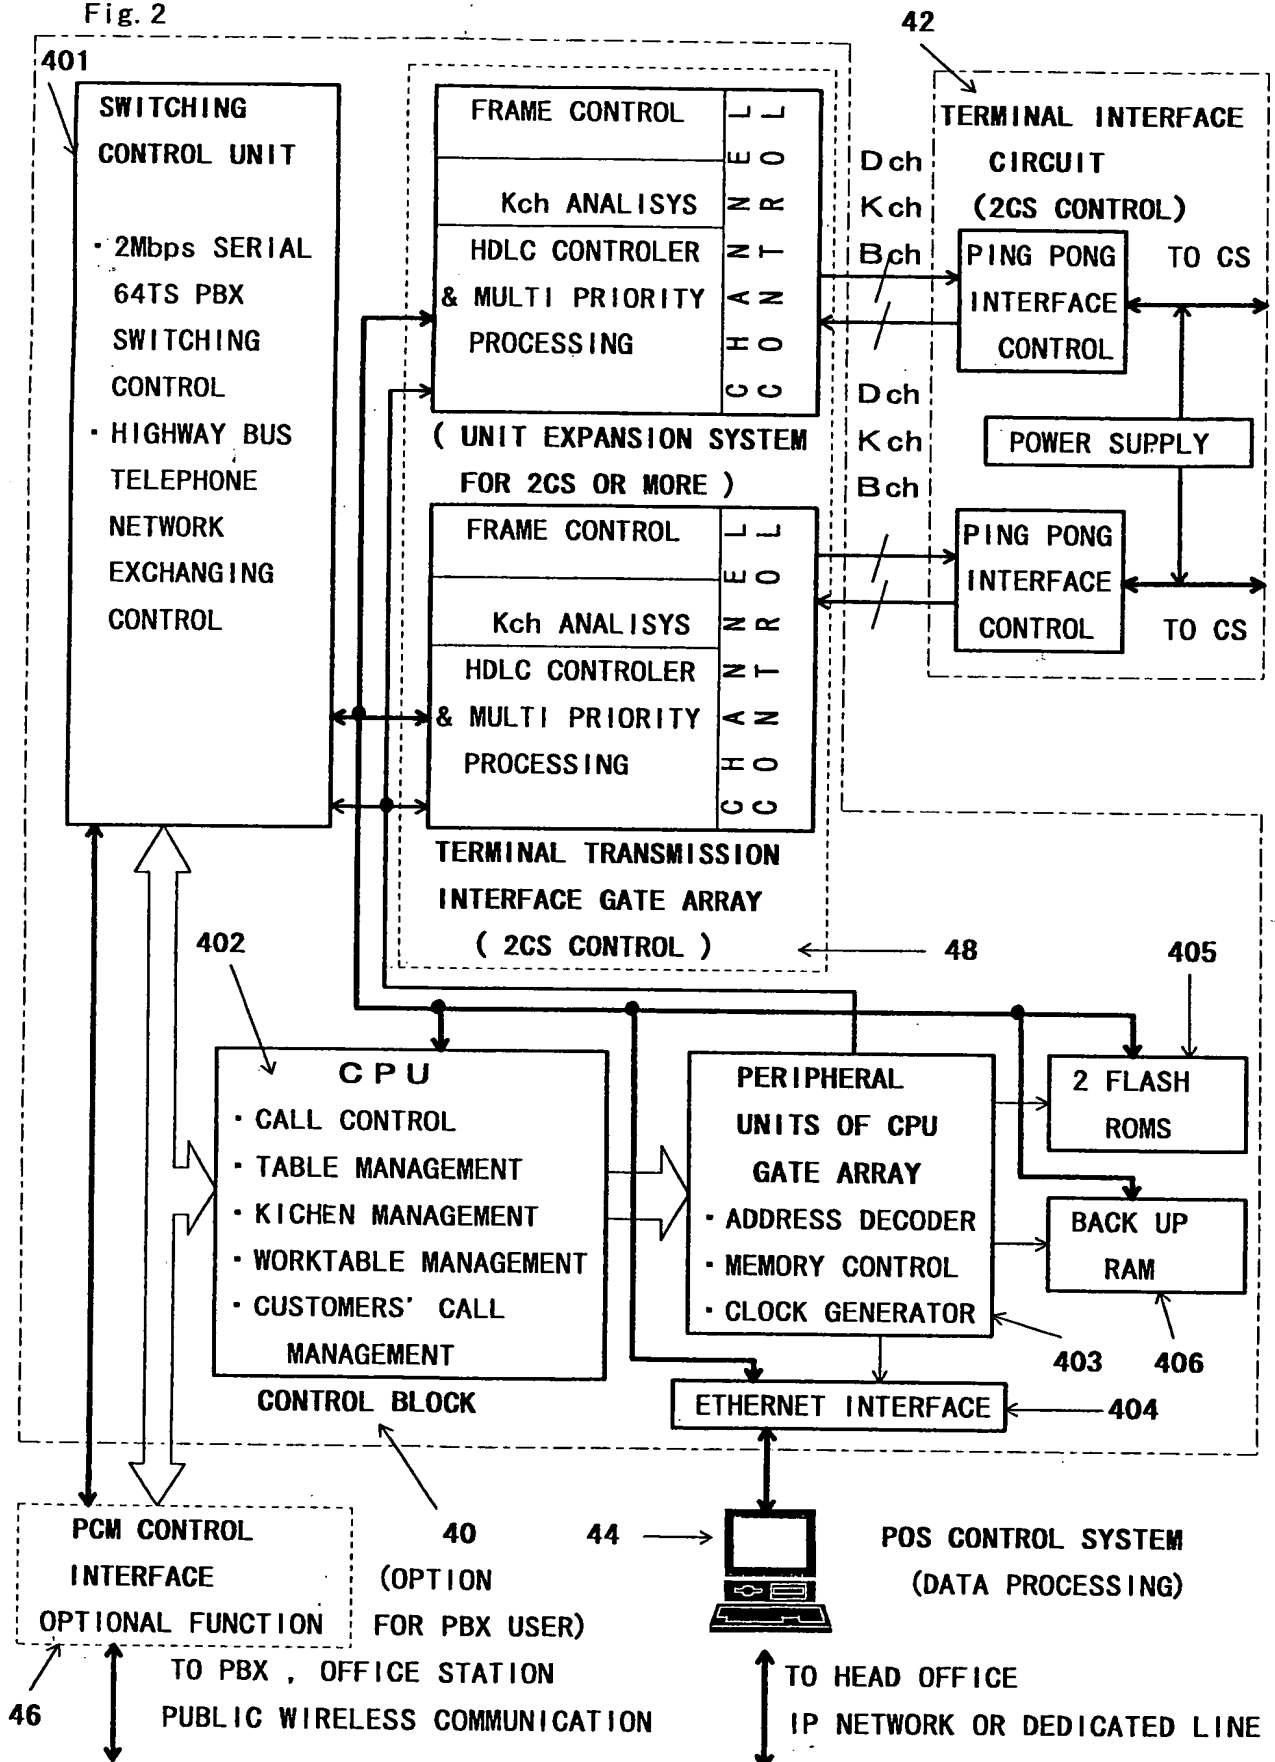 Fig. 2
42
401
SWITCHING
CONTROL UNIT
· 2Mbps SERIAL
64TS PBX
SWITCHING
CONTROL
· HIGHWAY BUS
TELEPHONE
NETWORK
EXCHANGING
CONTROL
FRAME CONTROL
Kch ANALISYS
HDLC CONTROLER
& MULTI PRIORITY
PROCESSING
CHANNEL
CONTROL
( UNIT EXPANSION SYSTEM
FOR 2CS OR MORE )
FRAME CONTROL
Kch ANALISYS
HDLC CONTROLER
& MULTI PRIORITY
PROCESSING
CHANNEL
CONTROL
TERMINAL TRANSMISSION
INTERFACE GATE ARRAY
( 2CS CONTROL )
48
Dch
Kch
Bch
Dch
Kch
Bch
TERMINAL INTERFACE
CIRCUIT
(2CS CONTROL)
PING PONG
INTERFACE
CONTROL
TO CS
POWER SUPPLY
PING PONG
INTERFACE
CONTROL
TO CS
402
CPU
· CALL CONTROL
· TABLE MANAGEMENT
· KICHEN MANAGEMENT
· WORKTABLE MANAGEMENT
· CUSTOMERS' CALL
MANAGEMENT
CONTROL BLOCK
40
PERIPHERAL
UNITS OF CPU
GATE ARRAY
· ADDRESS DECODER
· MEMORY CONTROL
· CLOCK GENERATOR
403
405
2 FLASH
ROMS
BACK UP
RAM
406
ETHERNET INTERFACE
404
PCM CONTROL
INTERFACE
OPTIONAL FUNCTION
46
(OPTION
FOR PBX USER)
TO PBX , OFFICE STATION
PUBLIC WIRELESS COMMUNICATION
44
POS CONTROL SYSTEM
(DATA PROCESSING)
TO HEAD OFFICE
IP NETWORK OR DEDICATED LINE